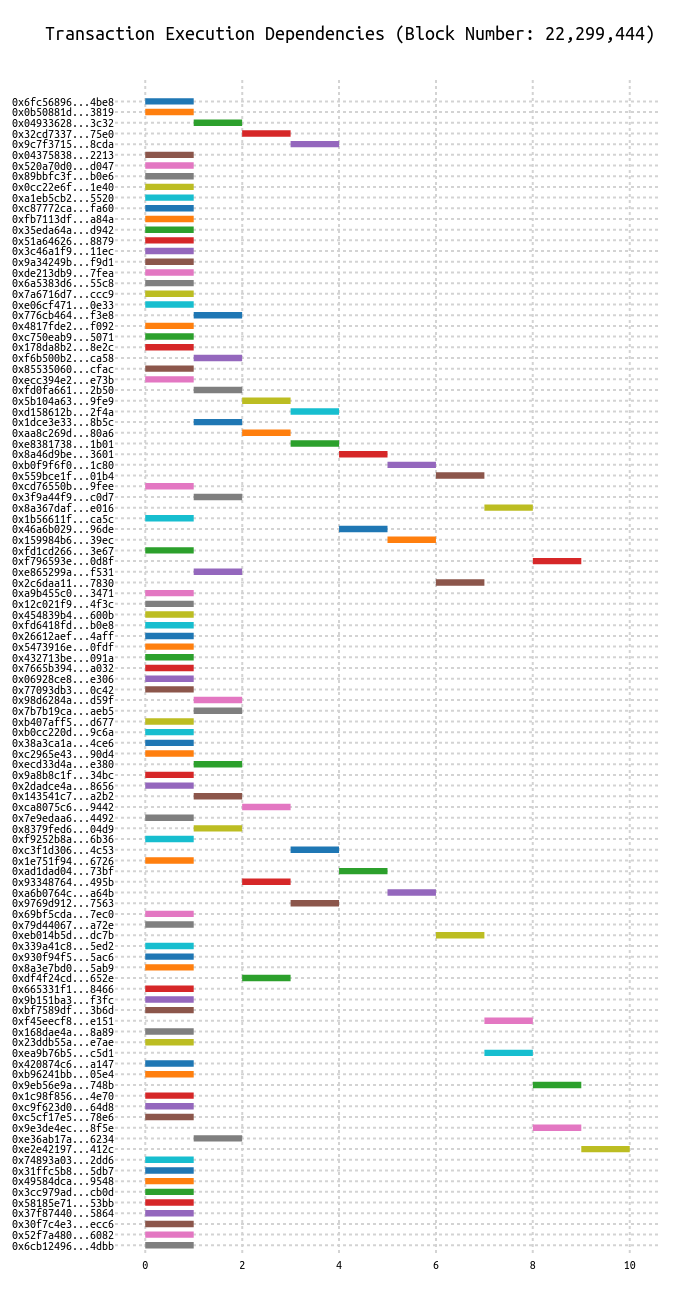 Transaction Execution Dependencies (Block Number: 22,299,444)
0x6fc56896...4be8
0x0b50881d...3819
0x04933628...3c32
0x32cd7337...75e0
0x9c7f3715...8cda
0x04375838...2213
0x520a70d0...d047
0x89bbfc3f...b0e6
0x0cc22e6f...1e40
0xa1eb5cb2...5520
0xc87772ca...fa60
0xfb7113df...a84a
0x35eda64a...d942
0x51a64626...8879
0x3c46a1f9...11ec
0x9a34249b...f9d1
0xde213db9...7fea
0x6a5383d6...55c8
0x7a6716d7...ccc9
0xe06cf471...0e33
0x776cb464...f3e8
0x4817fde2...f092
0xc750eab9...5071
0x178da8b2...8e2c
0xf6b500b2...ca58
0x85535060...cfac
0xecc394e2...e73b
0xfd0fa661...2b50
0x5b104a63...9fe9
0xd158612b...2f4a
0x1dce3e33...8b5c
0xaa8c269d...80a6
0xe8381738...1b01
0x8a46d9be...3601
0xb0f9f6f0...1c80
0x559bce1f...01b4
0xcd76550b...9fee
0x3f9a44f9...c0d7
0x8a367daf...e016
0x1b56611f...ca5c
0x46a6b029...96de
0x159984b6...39ec
0xfd1cd266...3e67
0xf796593e...0d8f
0xe865299a...f531
0x2c6daa11...7830
0xa9b455c0...3471
0x12c021f9...4f3c
0x454839b4...600b
0xfd6418fd...b0e8
0x26612aef...4aff
0x5473916e...0fdf
0x432713be...091a
0x7665b394...a032
0x06928ce8...e306
0x77093db3...0c42
0x98d6284a...d59f
0x7b7b19ca...aeb5
0xb407aff5...d677
0xb0cc220d...9c6a
0x38a3ca1a...4ce6
0xc2965e43...90d4
0xecd33d4a...e380
0x9a8b8c1f...34bc
0x2dadce4a...8656
0x143541c7...a2b2
0xca8075c6...9442
0x7e9edaa6...4492
0x8379fed6...04d9
0xf9252b8a...6b36
0xc3f1d306...4c53
0x1e751f94...6726
0xad1dad04...73bf
0x93348764...495b
0xa6b0764c...a64b
0x9769d912...7563
0x69bf5cda...7ec0
0x79d44067...a72e
0xeb014b5d...dc7b
0x339a41c8...5ed2
0x930f94f5...5ac6
0x8a3e7bd0...5ab9
0xdf4f24cd...652e
0x665331f1...8466
0x9b151ba3...f3fc
0xbf7589df...3b6d
0xf45eecf8...e151
0x168dae4a...8a89
0x23ddb55a...e7ae
0xea9b76b5...c5d1
0x420874c6...a147
0xb96241bb...05e4
0x9eb56e9a...748b
0x1c98f856...4e70
0xc9f623d0...64d8
0xc5cf17e5...78e6
0x9e3de4ec...8f5e
0xe36ab17a...6234
0xe2e42197...412c
0x74893a03...2dd6
0x31ffc5b8...5db7
0x49584dca...9548
0x3cc979ad...cb0d
0x58185e71...53bb
0x37f87440...5864
0x30f7c4e3...ecc6
0x52f7a480...6082
0x6cb12496...4dbb
0 2 4 6 8 10